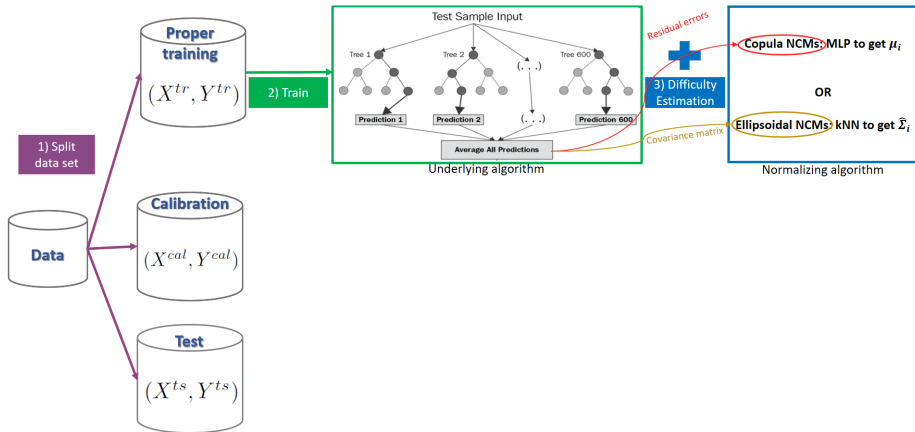 Proper
training
(X^{tr}, Y^{tr})
1) Split
data set
Data
Calibration
(X^{cal}, Y^{cal})
Test
(X^{ts}, Y^{ts})
2) Train
Test Sample Input
Tree 1
Tree 2
(. . .)
Tree 600
Prediction 1
Prediction 2
(. . .)
Prediction 600
Average All Predictions
Underlying algorithm
Residual errors
3) Difficulty
Estimation
Covariance matrix
Copula NCMs: MLP to get μ_i
OR
Ellipsoidal NCMs: kNN to get Σ̂_i
Normalizing algorithm